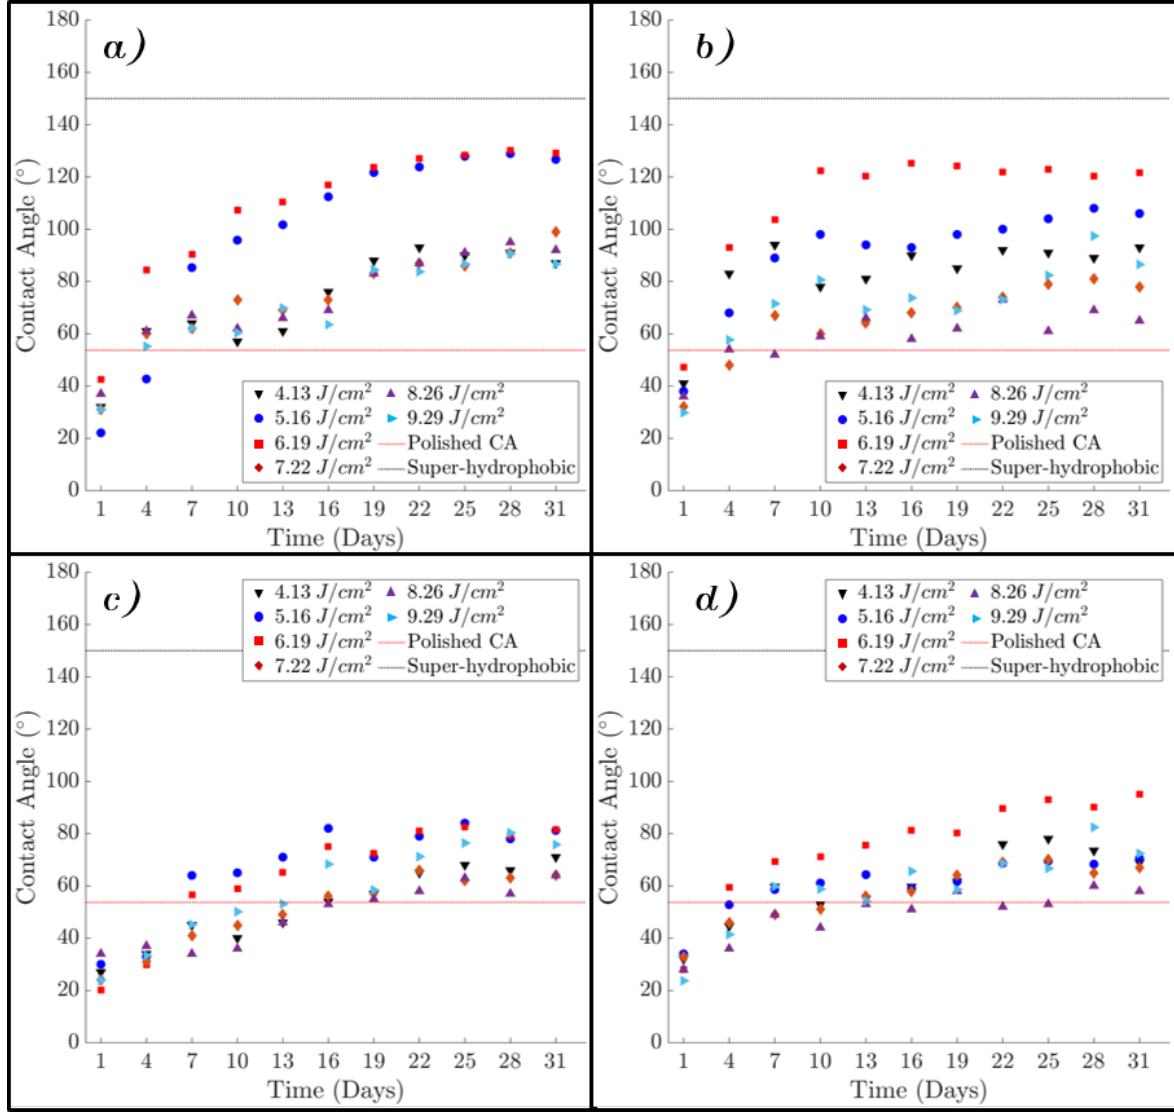 a)
180
160
140
120
100
80
60
40
20
0
Contact Angle (°)
4.13 J/cm²
5.16 J/cm²
6.19 J/cm²
7.22 J/cm²
8.26 J/cm²
9.29 J/cm²
Polished CA
Super-hydrophobic
1 4 7 10 13 16 19 22 25 28 31
Time (Days)
b)
180
160
140
120
100
80
60
40
20
0
Contact Angle (°)
4.13 J/cm²
5.16 J/cm²
6.19 J/cm²
7.22 J/cm²
8.26 J/cm²
9.29 J/cm²
Polished CA
Super-hydrophobic
1 4 7 10 13 16 19 22 25 28 31
Time (Days)
c)
180
160
140
120
100
80
60
40
20
0
Contact Angle (°)
4.13 J/cm²
5.16 J/cm²
6.19 J/cm²
7.22 J/cm²
8.26 J/cm²
9.29 J/cm²
Polished CA
Super-hydrophobic
1 4 7 10 13 16 19 22 25 28 31
Time (Days)
d)
180
160
140
120
100
80
60
40
20
0
Contact Angle (°)
4.13 J/cm²
5.16 J/cm²
6.19 J/cm²
7.22 J/cm²
8.26 J/cm²
9.29 J/cm²
Polished CA
Super-hydrophobic
1 4 7 10 13 16 19 22 25 28 31
Time (Days)